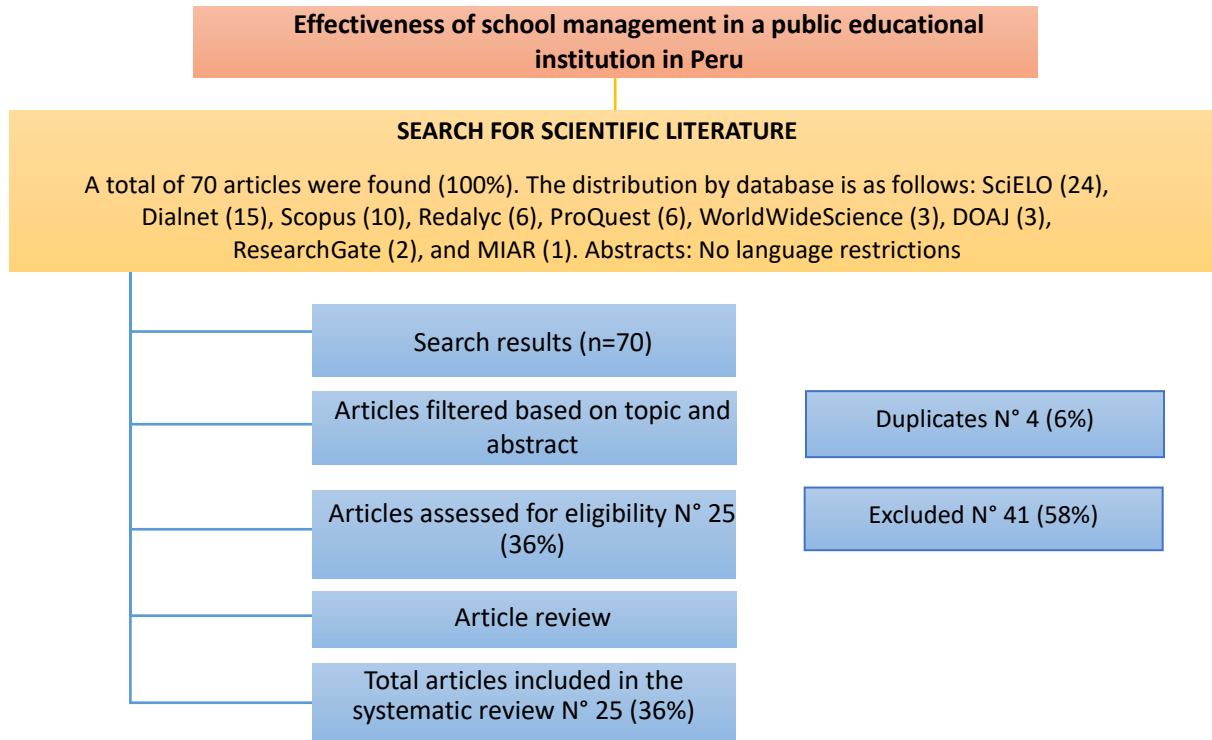 Effectiveness of school management in a public educational
institution in Peru
SEARCH FOR SCIENTIFIC LITERATURE
A total of 70 articles were found (100%). The distribution by database is as follows: SciELO (24),
Dialnet (15), Scopus (10), Redalyc (6), ProQuest (6), WorldWideScience (3), DOAJ (3),
ResearchGate (2), and MIAR (1). Abstracts: No language restrictions
Search results (n=70)
Articles filtered based on topic and
abstract
Duplicates N° 4 (6%)
Articles assessed for eligibility N° 25
(36%)
Excluded N° 41 (58%)
Article review
Total articles included in the
systematic review N° 25 (36%)